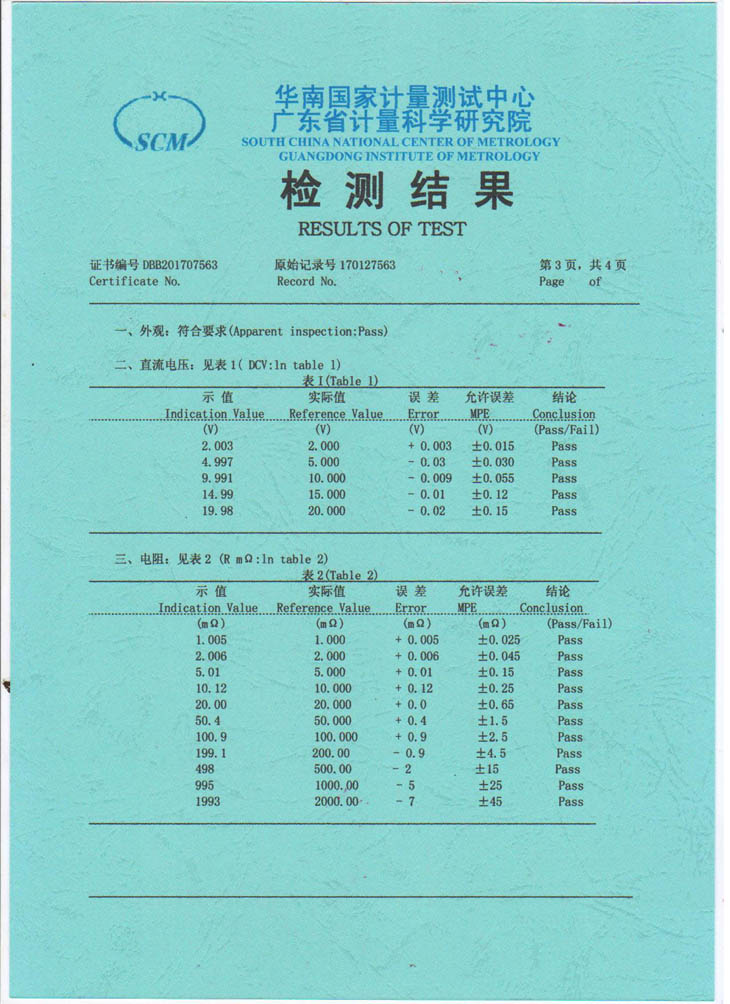 华南国家计量测试中心
广东省计量科学研究院
SCM
SOUTH CHINA NATIONAL CENTER OF METROLOGY
GUANGDONG INSTITUTE OF METROLOGY
检 测 结 果
RESULTS OF TEST
证书编号 DBB201707563 原始记录号 170127563 第 3 页，共 4 页
Certificate No. Record No. Page of
一、外观：符合要求(Apparent inspection:Pass)
二、直流电压：见表 1( DCV:ln table 1)
表 I(Table 1)
示 值 实际值 误 差 允许误差 结论
Indication Value Reference Value Error MPE Conclusion
(V) (V) (V) (V) (Pass/Fail)
2.003 2.000 + 0.003 ±0.015 Pass
4.997 5.000 - 0.03 ±0.030 Pass
9.991 10.000 - 0.009 ±0.055 Pass
14.99 15.000 - 0.01 ±0.12 Pass
19.98 20.000 - 0.02 ±0.15 Pass
三、电阻：见表 2 (R mΩ:ln table 2)
表 2(Table 2)
示 值 实际值 误 差 允许误差 结论
Indication Value Reference Value Error MPE Conclusion
(mΩ) (mΩ) (mΩ) (mΩ) (Pass/Fail)
1.005 1.000 + 0.005 ±0.025 Pass
2.006 2.000 + 0.006 ±0.045 Pass
5.01 5.000 + 0.01 ±0.15 Pass
10.12 10.000 + 0.12 ±0.25 Pass
20.00 20.000 + 0.0 ±0.65 Pass
50.4 50.000 + 0.4 ±1.5 Pass
100.9 100.000 + 0.9 ±2.5 Pass
199.1 200.00 - 0.9 ±4.5 Pass
498 500.00 - 2 ±15 Pass
995 1000.00 - 5 ±25 Pass
1993 2000.00 - 7 ±45 Pass